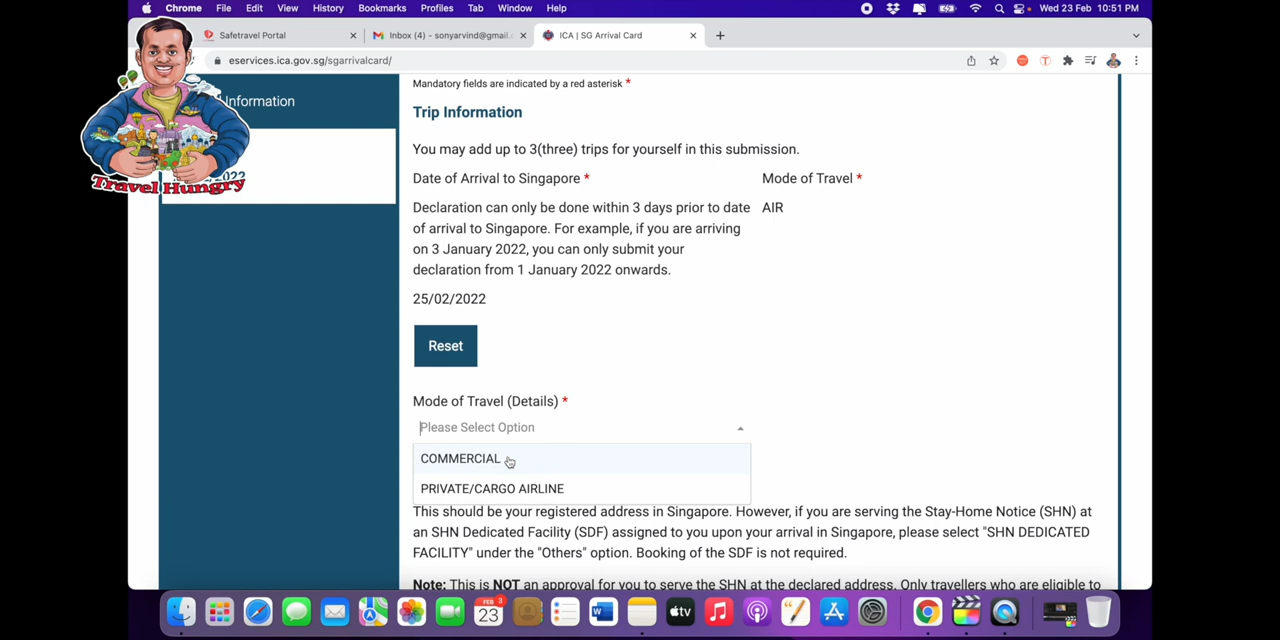 Chrome File Edit View History Bookmarks Profiles Tab Window Help Wed 23 Feb 10:51 PM
Safetravel Portal Inbox (4) - sonyarvind@gmail. ICA | SG Arrival Card
eservices.ica.gov.sg/sgarrivalcard/
Mandatory fields are indicated by a red asterisk *
Information
Trip Information
You may add up to 3(three) trips for yourself in this submission.
Date of Arrival to Singapore * Mode of Travel *
Declaration can only be done within 3 days prior to date AIR
of arrival to Singapore. For example, if you are arriving
on 3 January 2022, you can only submit your
declaration from 1 January 2022 onwards.
25/02/2022
Travel Hungry
Reset
Mode of Travel (Details) *
Please Select Option
COMMERCIAL
PRIVATE/CARGO AIRLINE
This should be your registered address in Singapore. However, if you are serving the Stay-Home Notice (SHN) at
an SHN Dedicated Facility (SDF) assigned to you upon your arrival in Singapore, please select "SHN DEDICATED
FACILITY" under the "Others" option. Booking of the SDF is not required.
Note: This is NOT an approval for you to serve the SHN at the declared address. Only travellers who are eligible to
FEB 3
23
tv